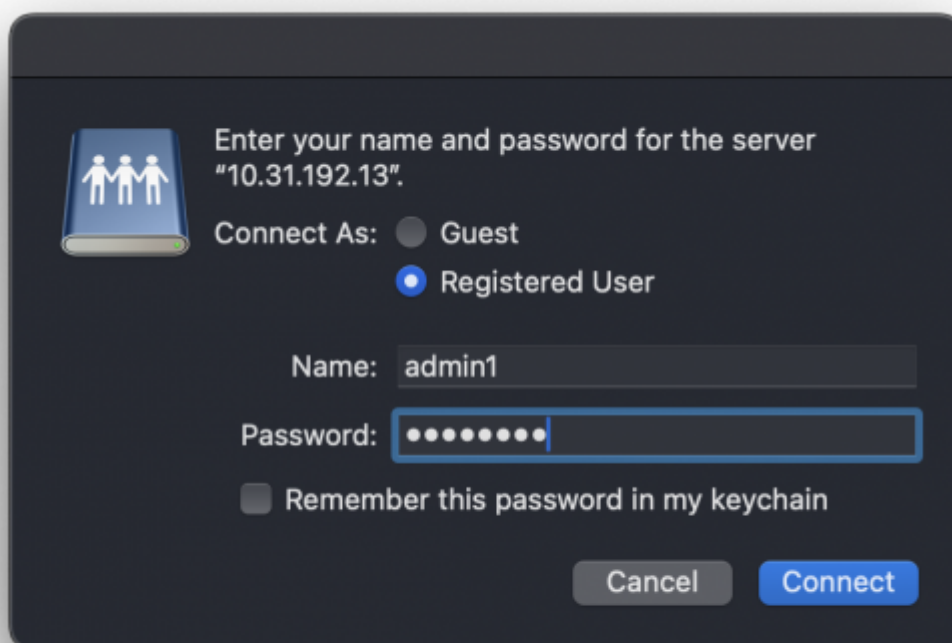 Enter your name and password for the server
“10.31.192.13”.
Connect As: Guest
Registered User
Name: admin1
Password: ••••••••
Remember this password in my keychain
Cancel Connect